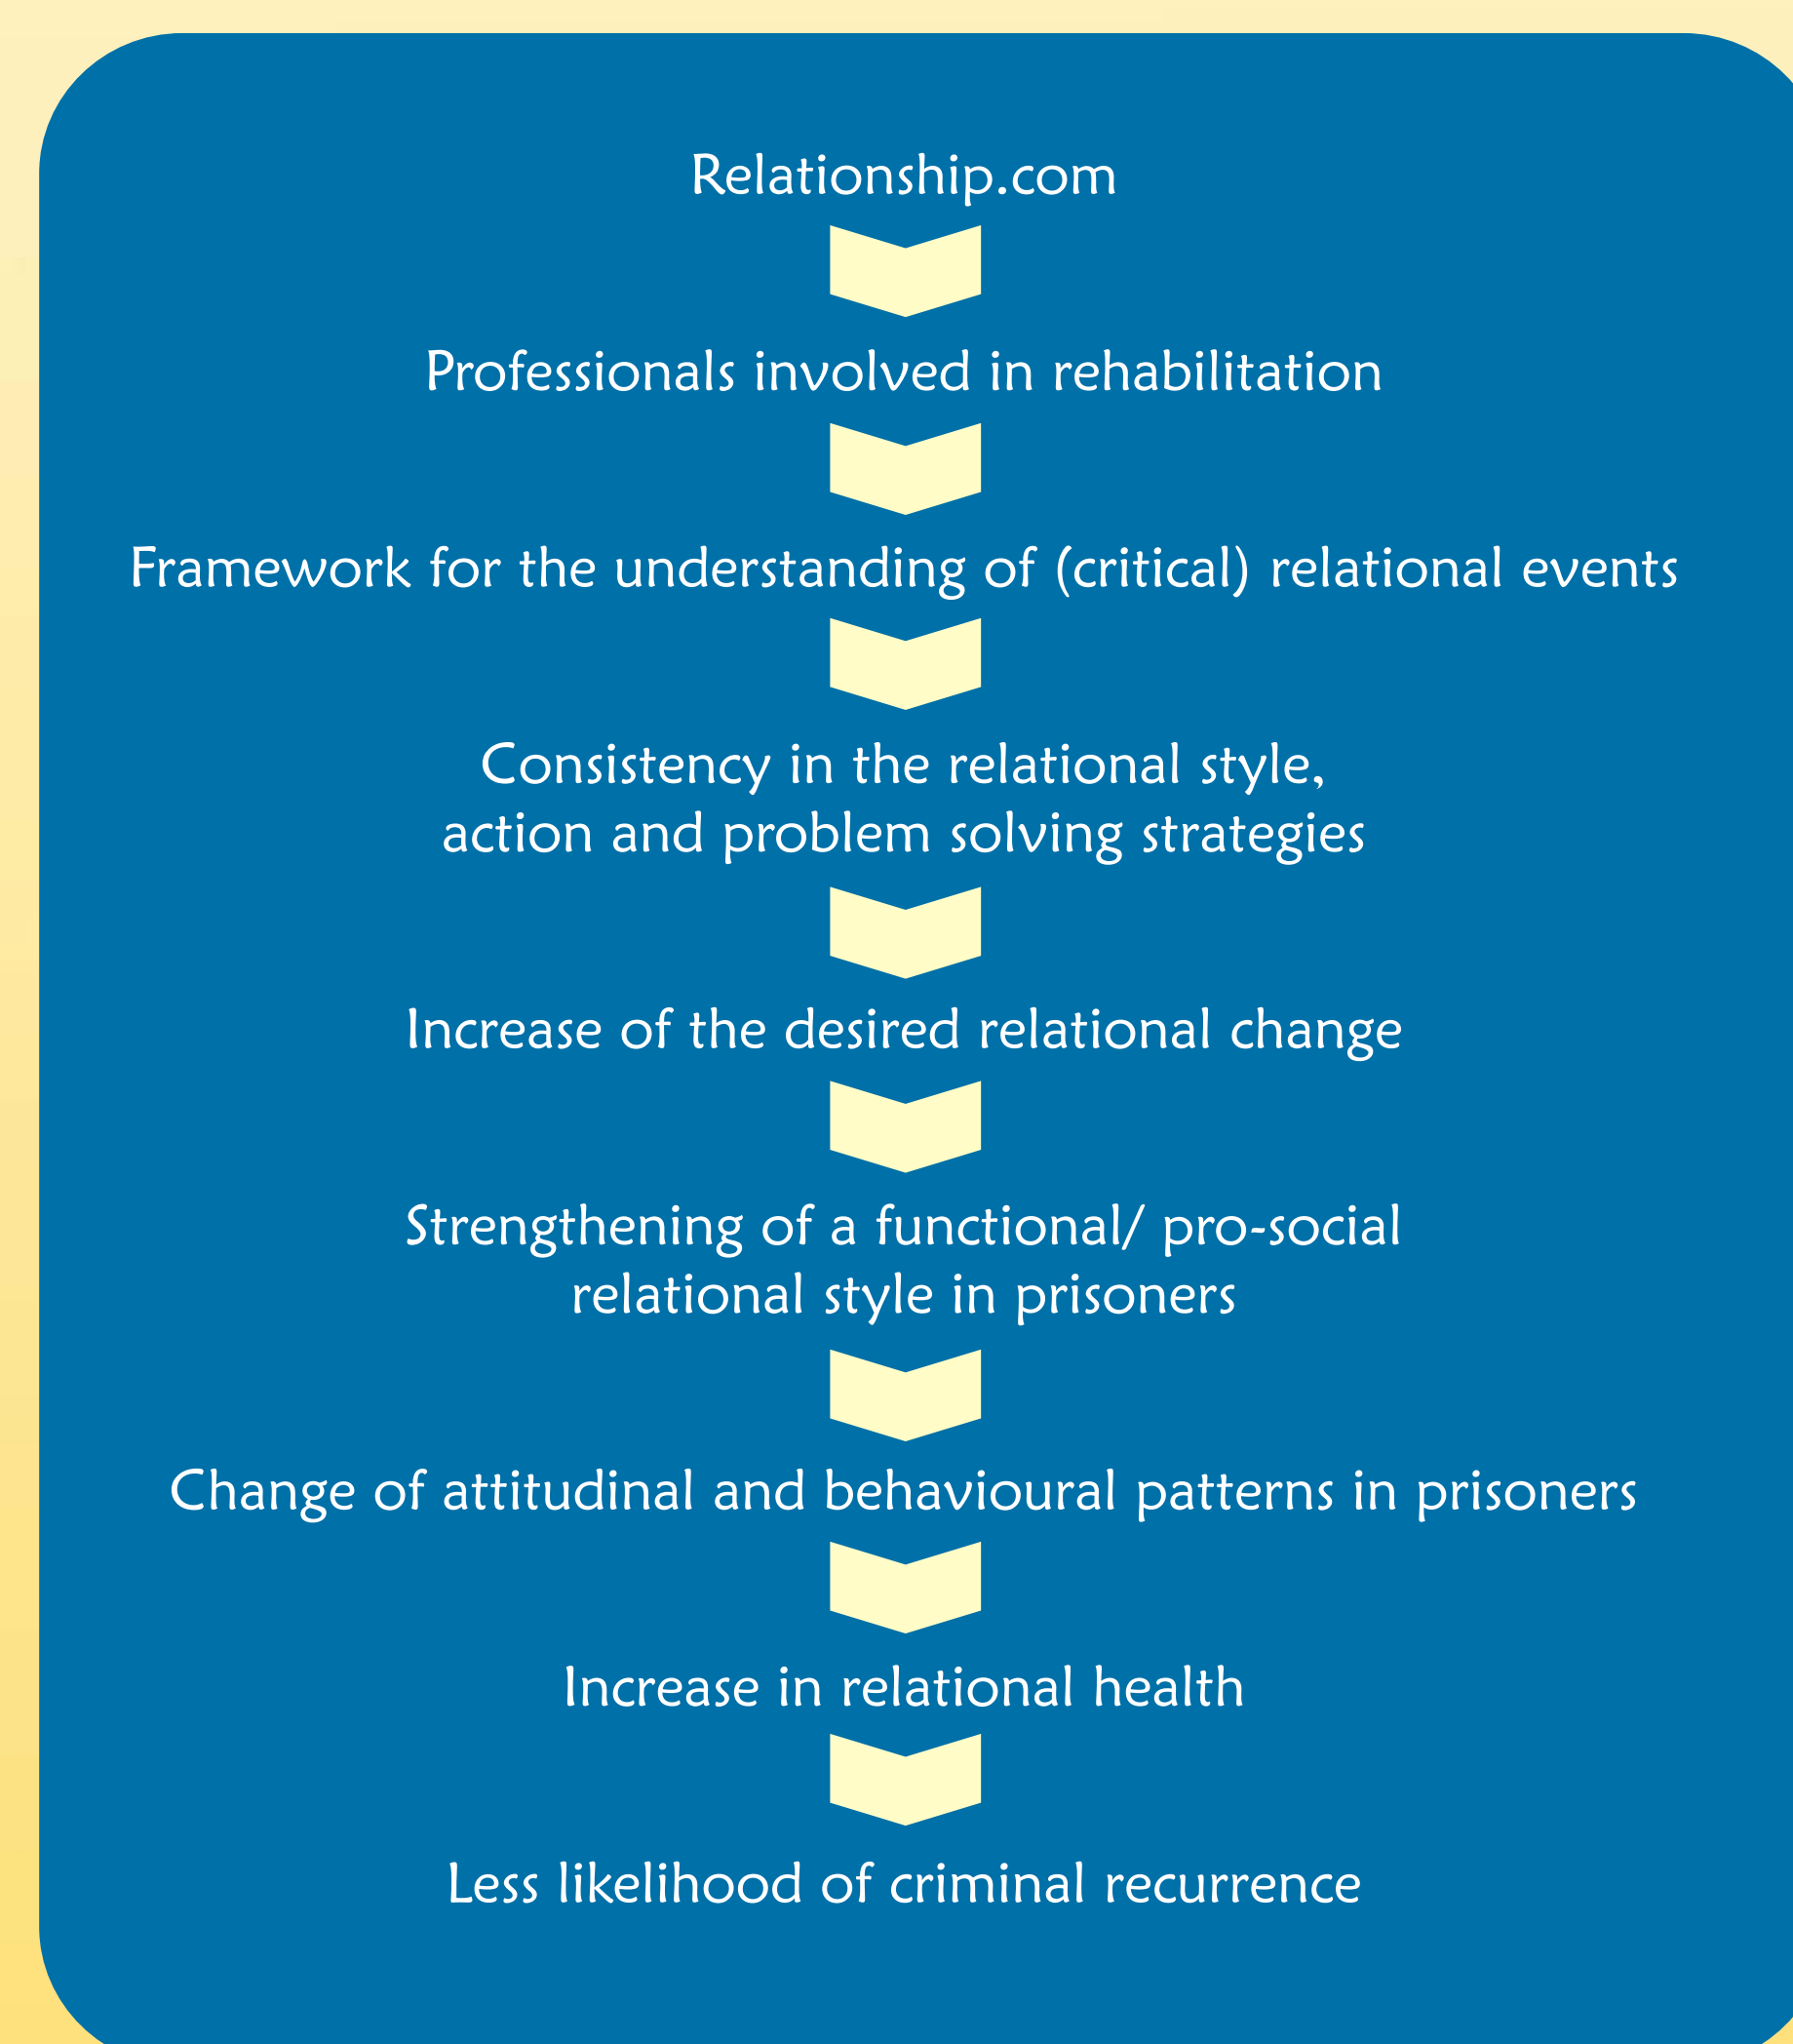 Relationship.com
Professionals involved in rehabilitation
Framework for the understanding of (critical) relational events
Consistency in the relational style,
action and problem solving strategies
Increase of the desired relational change
Strengthening of a functional/ pro-social
relational style in prisoners
Change of attitudinal and behavioural patterns in prisoners
Increase in relational health
Less likelihood of criminal recurrence